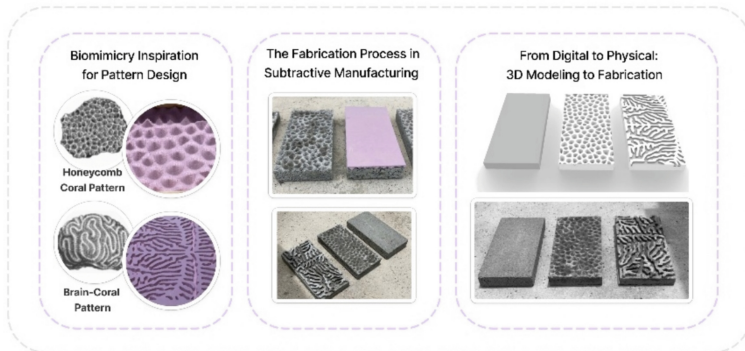 Biomimicry Inspiration
for Pattern Design
Honeycomb
Coral Pattern
Brain-Coral
Pattern
The Fabrication Process in
Subtractive Manufacturing
From Digital to Physical:
3D Modeling to Fabrication